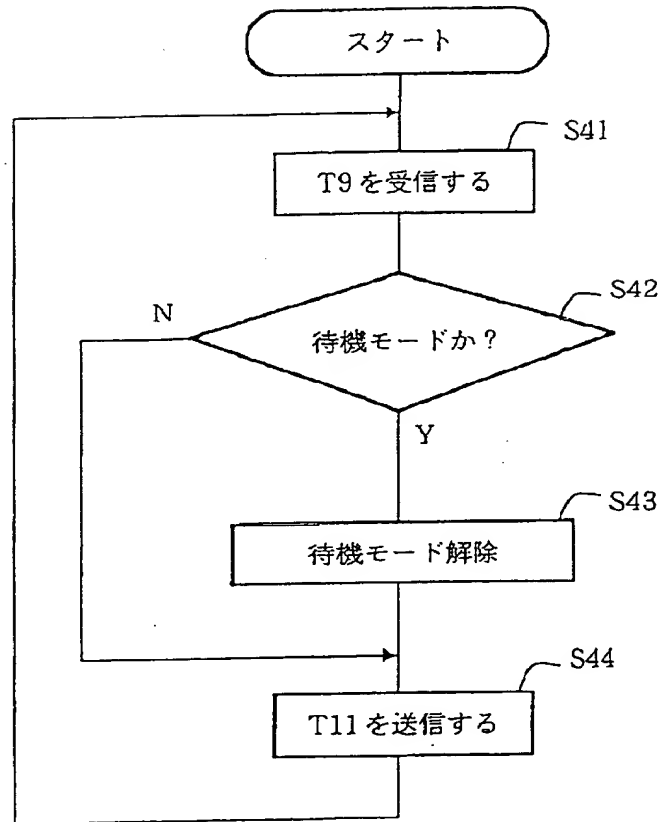 スタート
S41
T9を受信する
S42
N
待機モードか？
Y
S43
待機モード解除
S44
T11を送信する